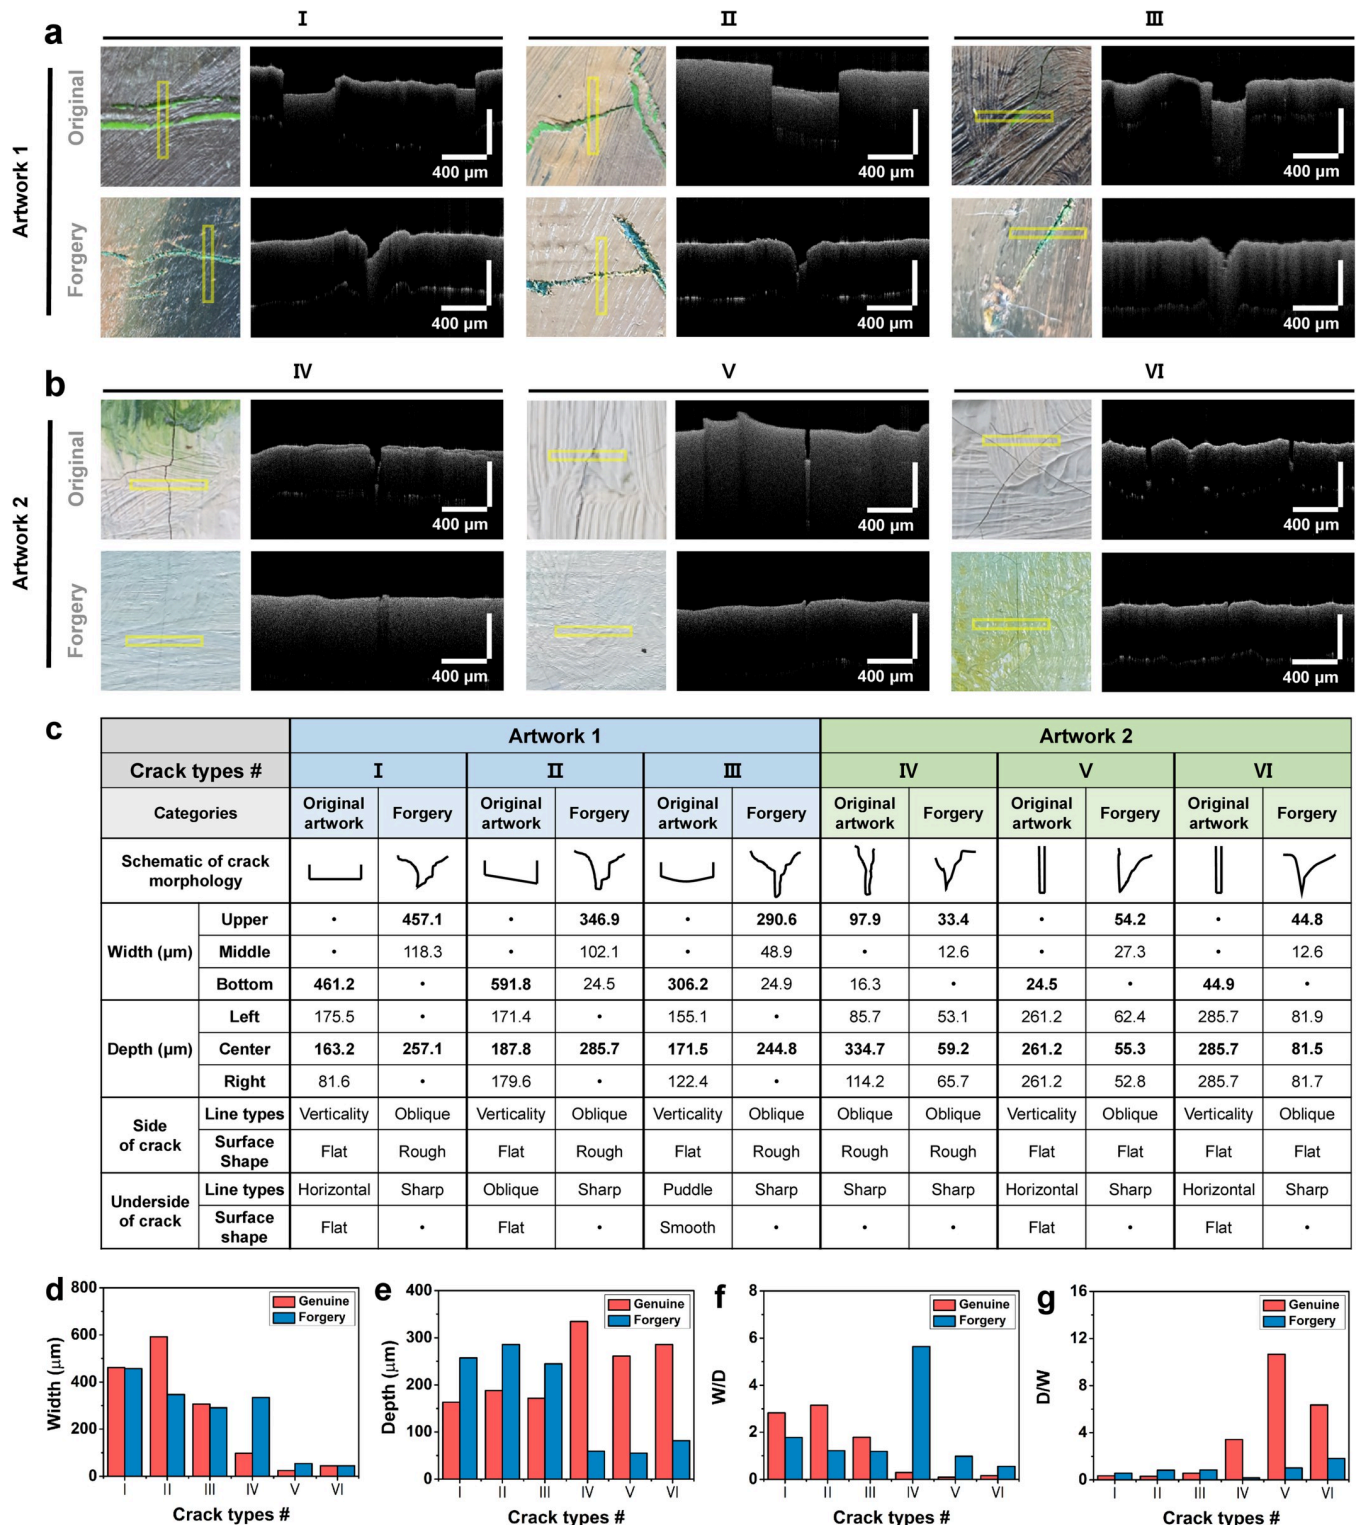 a
I
II
III
Artwork 1
Original
400 µm
400 µm
400 µm
Forgery
400 µm
400 µm
400 µm
b
IV
V
VI
Artwork 2
Original
400 µm
400 µm
400 µm
Forgery
400 µm
400 µm
400 µm
c
Artwork 1 Artwork 2
Crack types # I II III IV V VI
Categories Original artwork Forgery Original artwork Forgery Original artwork Forgery Original artwork Forgery Original artwork Forgery Original artwork Forgery
Schematic of crack morphology
Width (µm) Upper • 457.1 • 346.9 • 290.6 97.9 33.4 • 54.2 • 44.8
Middle • 118.3 • 102.1 • 48.9 • 12.6 • 27.3 • 12.6
Bottom 461.2 • 591.8 24.5 306.2 24.9 16.3 • 24.5 • 44.9 •
Depth (µm) Left 175.5 • 171.4 • 155.1 • 85.7 53.1 261.2 62.4 285.7 81.9
Center 163.2 257.1 187.8 285.7 171.5 244.8 334.7 59.2 261.2 55.3 285.7 81.5
Right 81.6 • 179.6 • 122.4 • 114.2 65.7 261.2 52.8 285.7 81.7
Side of crack Line types Verticality Oblique Verticality Oblique Verticality Oblique Oblique Oblique Verticality Oblique Verticality Oblique
Surface Shape Flat Rough Flat Rough Flat Rough Rough Rough Flat Flat Flat Flat
Underside of crack Line types Horizontal Sharp Oblique Sharp Puddle Sharp Sharp Sharp Horizontal Sharp Horizontal Sharp
Surface shape Flat • Flat • Smooth • • • Flat • Flat •
d
Width (µm)
800
600
400
200
0
Genuine
Forgery
I II III IV V VI
Crack types #
e
Depth (µm)
400
300
200
100
0
Genuine
Forgery
I II III IV V VI
Crack types #
f
W/D
8
6
4
2
0
Genuine
Forgery
I II III IV V VI
Crack types #
g
D/W
16
12
8
4
0
Genuine
Forgery
I II III IV V VI
Crack types #